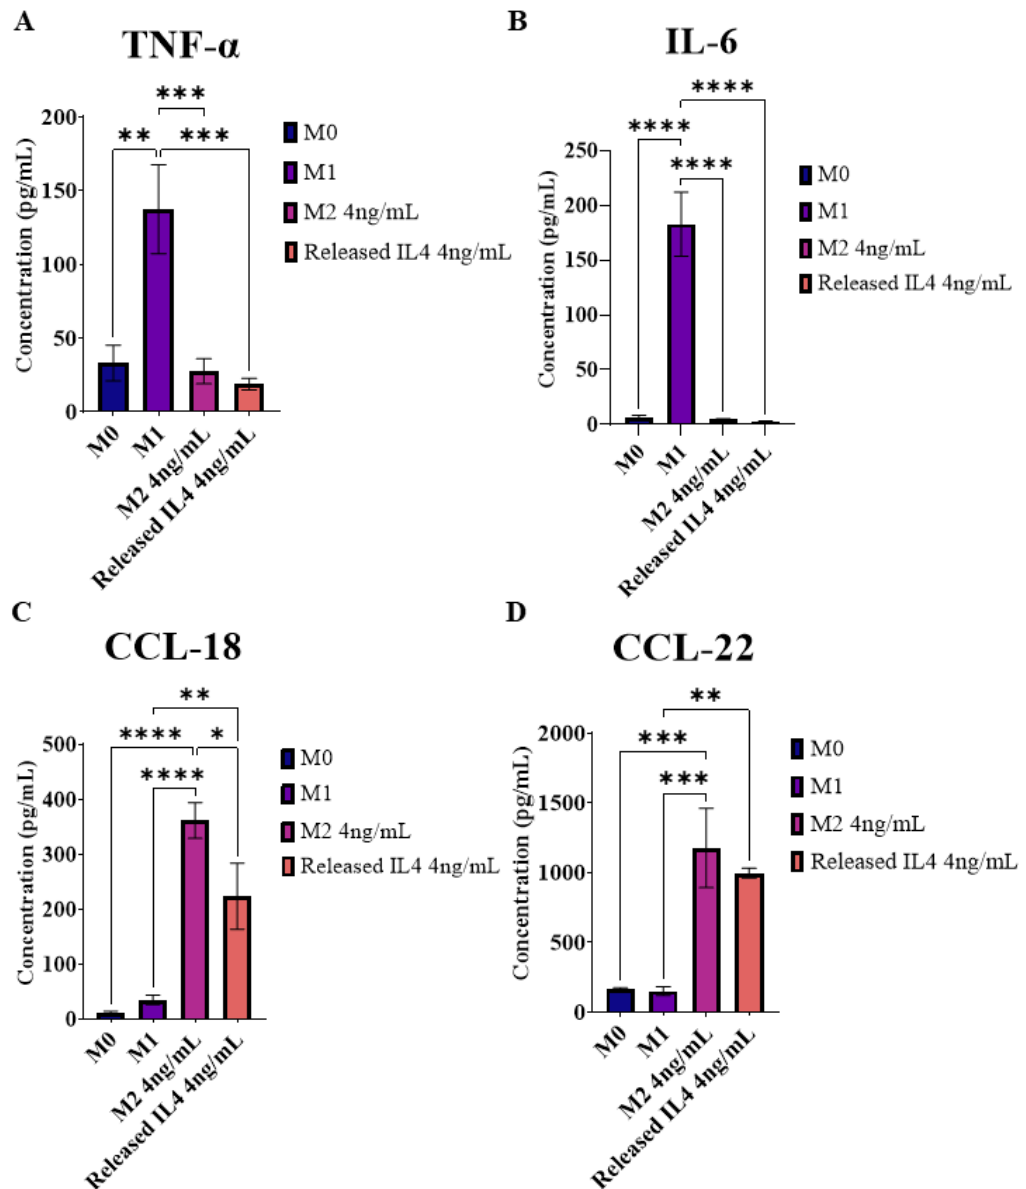 A
TNF-α
Concentration (pg/mL)
200
150
100
50
0
***
**
***
M0
M1
M2 4ng/mL
Released IL4 4ng/mL
M0
M1
M2 4ng/mL
Released IL4 4ng/mL
B
IL-6
Concentration (pg/mL)
250
200
150
100
50
0
****
****
****
M0
M1
M2 4ng/mL
Released IL4 4ng/mL
M0
M1
M2 4ng/mL
Released IL4 4ng/mL
C
CCL-18
Concentration (pg/mL)
500
400
300
200
100
0
**
****
*
****
M0
M1
M2 4ng/mL
Released IL4 4ng/mL
M0
M1
M2 4ng/mL
Released IL4 4ng/mL
D
CCL-22
Concentration (pg/mL)
2000
1500
1000
500
0
**
***
***
M0
M1
M2 4ng/mL
Released IL4 4ng/mL
M0
M1
M2 4ng/mL
Released IL4 4ng/mL